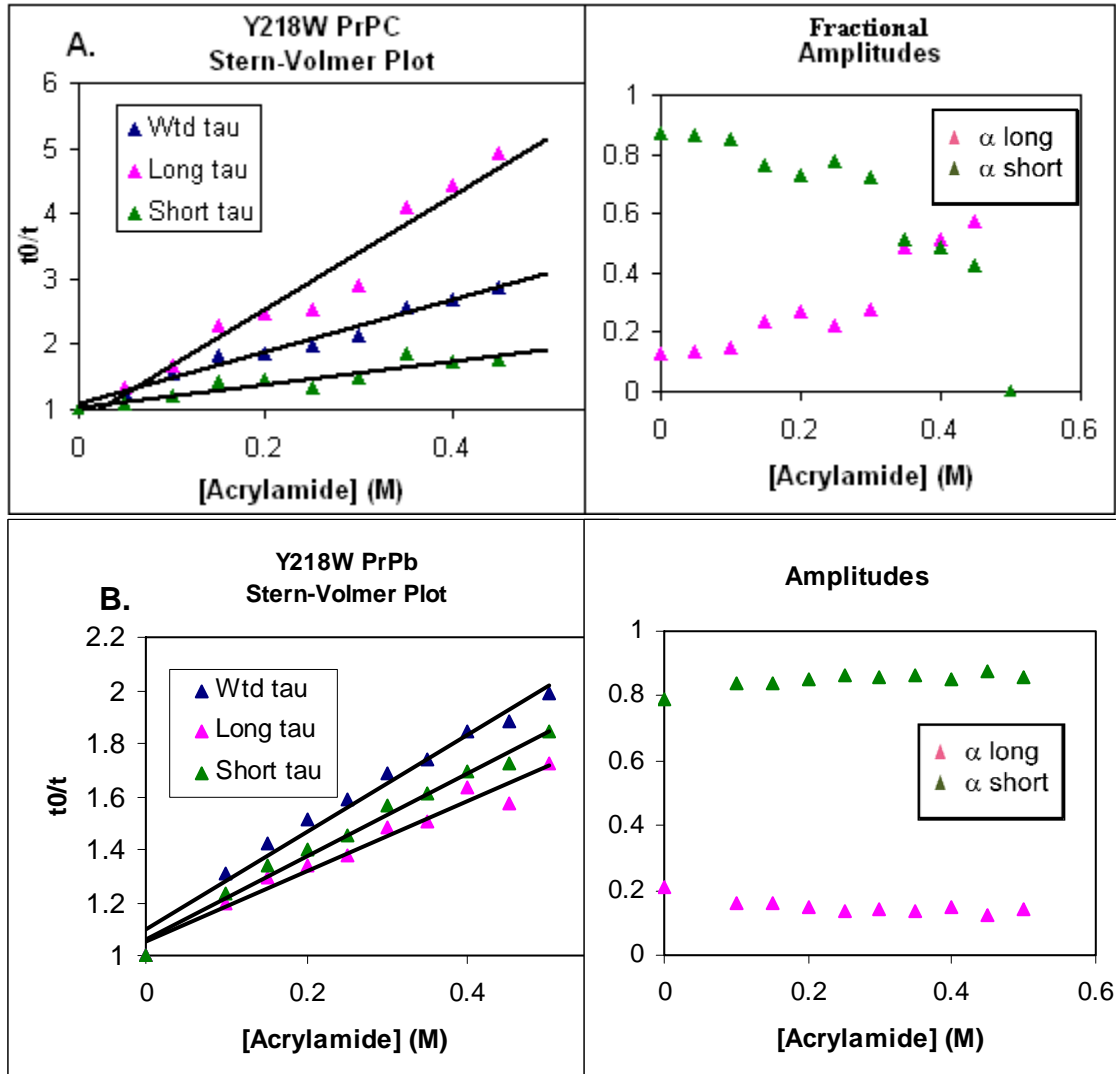 A.
Y218W PrPC
Stern-Volmer Plot
6
5
4
3
2
1
t0/t
Wtd tau
Long tau
Short tau
0
0.2
0.4
[Acrylamide] (M)
Fractional
Amplitudes
1
0.8
0.6
0.4
0.2
0
α long
α short
0
0.2
0.4
0.6
[Acrylamide] (M)
B.
Y218W PrPb
Stern-Volmer Plot
2.2
2
1.8
1.6
1.4
1.2
1
t0/t
Wtd tau
Long tau
Short tau
0
0.2
0.4
[Acrylamide] (M)
Amplitudes
1
0.8
0.6
0.4
0.2
0
α long
α short
0
0.2
0.4
0.6
[Acrylamide] (M)